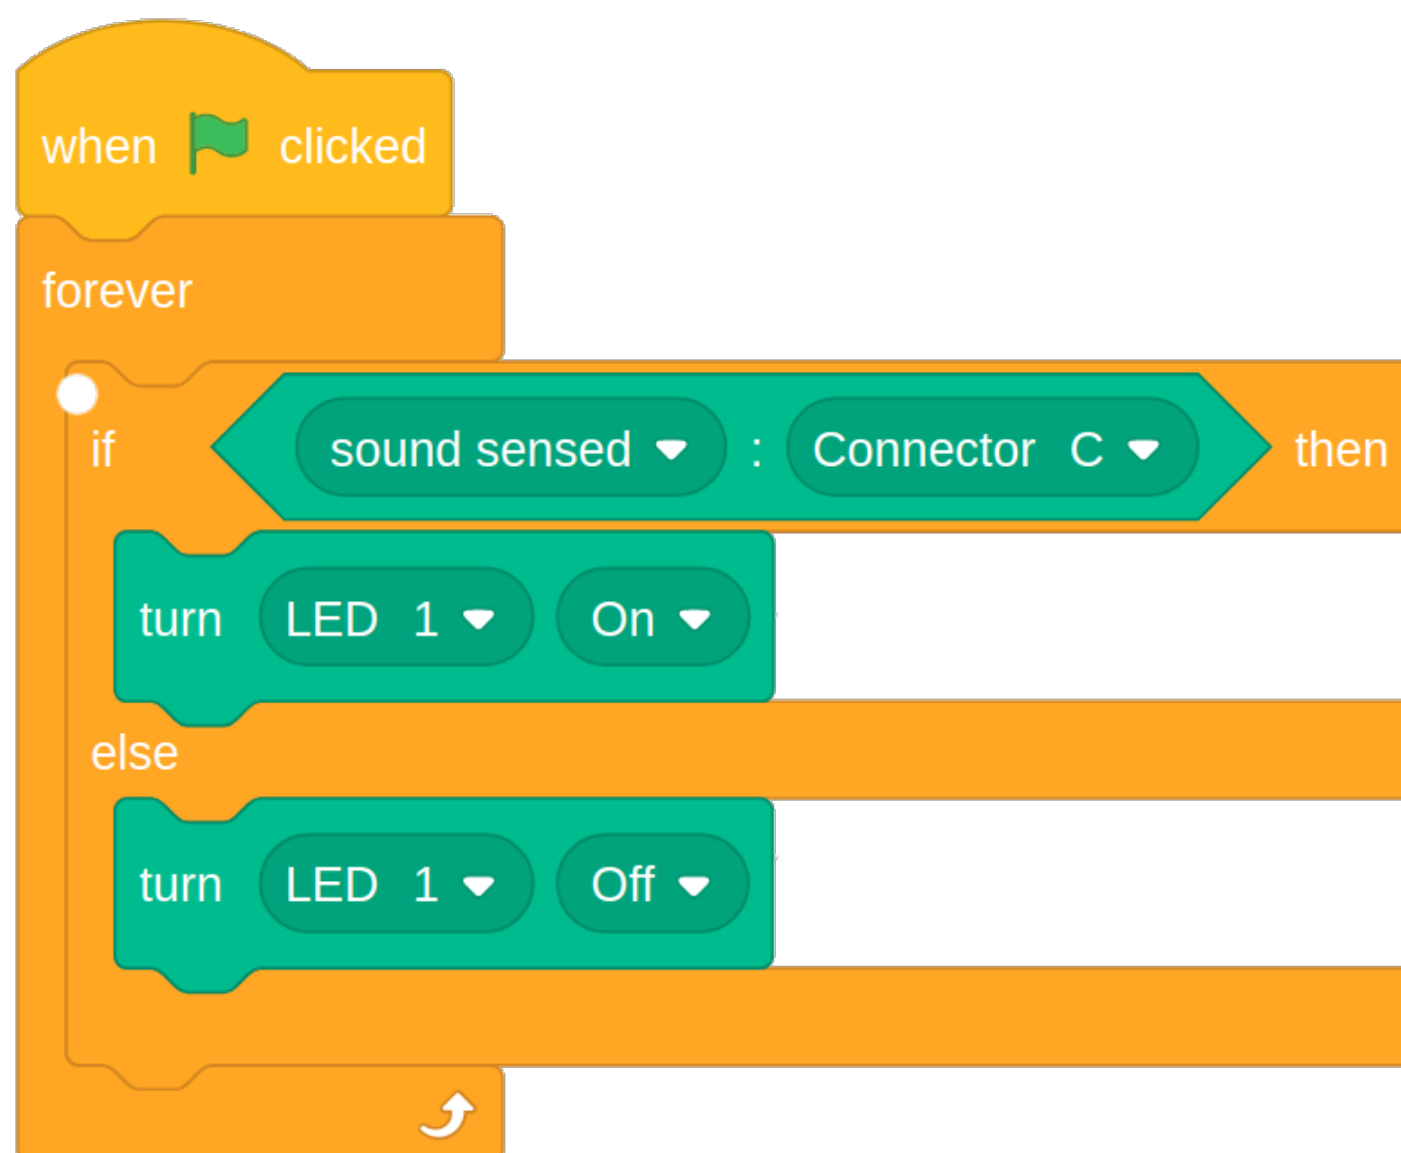 when clicked
forever
if sound sensed : Connector C then
turn LED 1 On
else
turn LED 1 Off